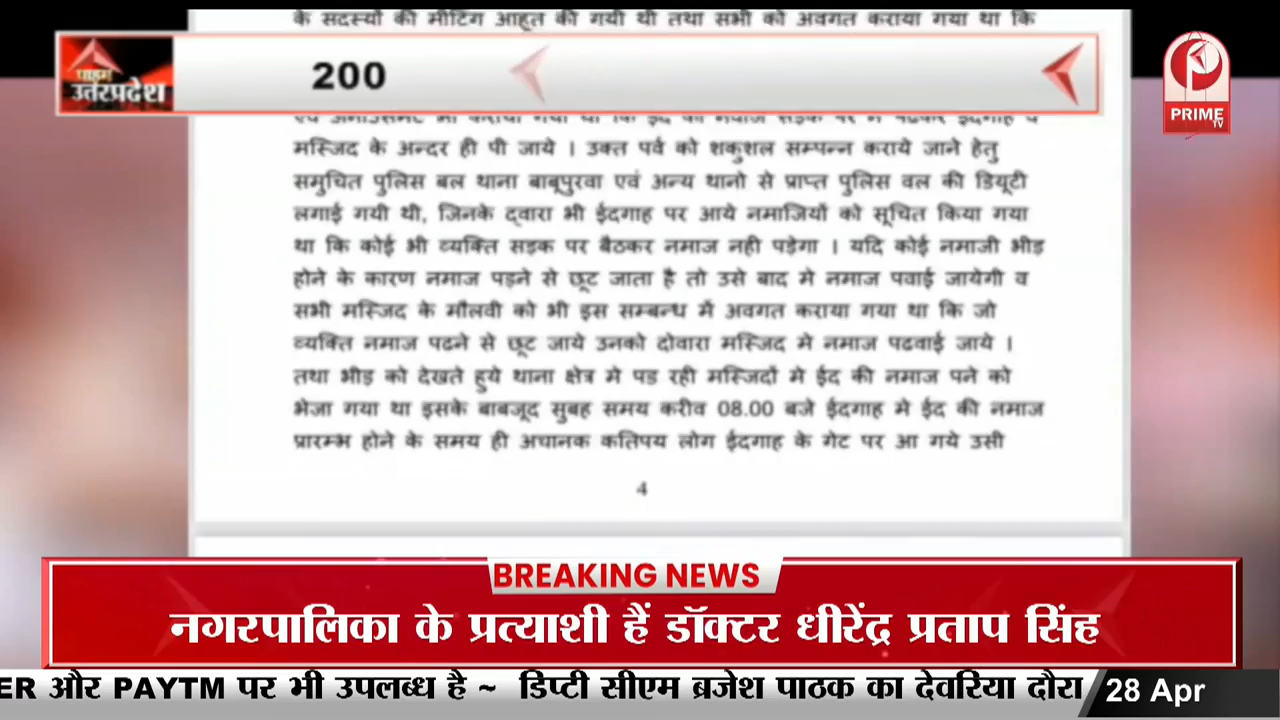 के सदस्यों की मीटिंग आहूत की गयी थी तथा सभी को अवगत कराया गया था कि
प्राइम
उत्तरप्रदेश
200
PRIME
TV
मस्जिद के अन्दर ही पी जाये । उक्त पर्व को शकुशल सम्पन्न कराये जाने हेतु
समुचित पुलिस बल थाना बाबूपुरवा एवं अन्य थानो से प्राप्त पुलिस वल की डियूटी
लगाई गयी थी, जिनके द्वारा भी ईदगाह पर आये नमाजियों को सूचित किया गया
था कि कोई भी व्यक्ति सड़क पर बैठकर नमाज नही पड़ेगा । यदि कोई नमाजी भीड़
होने के कारण नमाज पड़ने से छूट जाता है तो उसे बाद मे नमाज पवाई जायेगी व
सभी मस्जिद के मौलवी को भी इस सम्बन्ध में अवगत कराया गया था कि जो
व्यक्ति नमाज पढने से छूट जाये उनको दोवारा मस्जिद मे नमाज पढवाई जाये ।
तथा भीड़ को देखते हुये थाना क्षेत्र मे पड रही मस्जिदों मे ईद की नमाज पने को
भेजा गया था इसके बाबजूद सुबह समय करीव 08.00 बजे ईदगाह मे ईद की नमाज
प्रारम्भ होने के समय ही अचानक कतिपय लोग ईदगाह के गेट पर आ गये उसी
4
BREAKING NEWS
नगरपालिका के प्रत्याशी हैं डॉक्टर धीरेंद्र प्रताप सिंह
ER और PAYTM पर भी उपलब्ध है ~ डिप्टी सीएम ब्रजेश पाठक का देवरिया दौरा
28 Apr